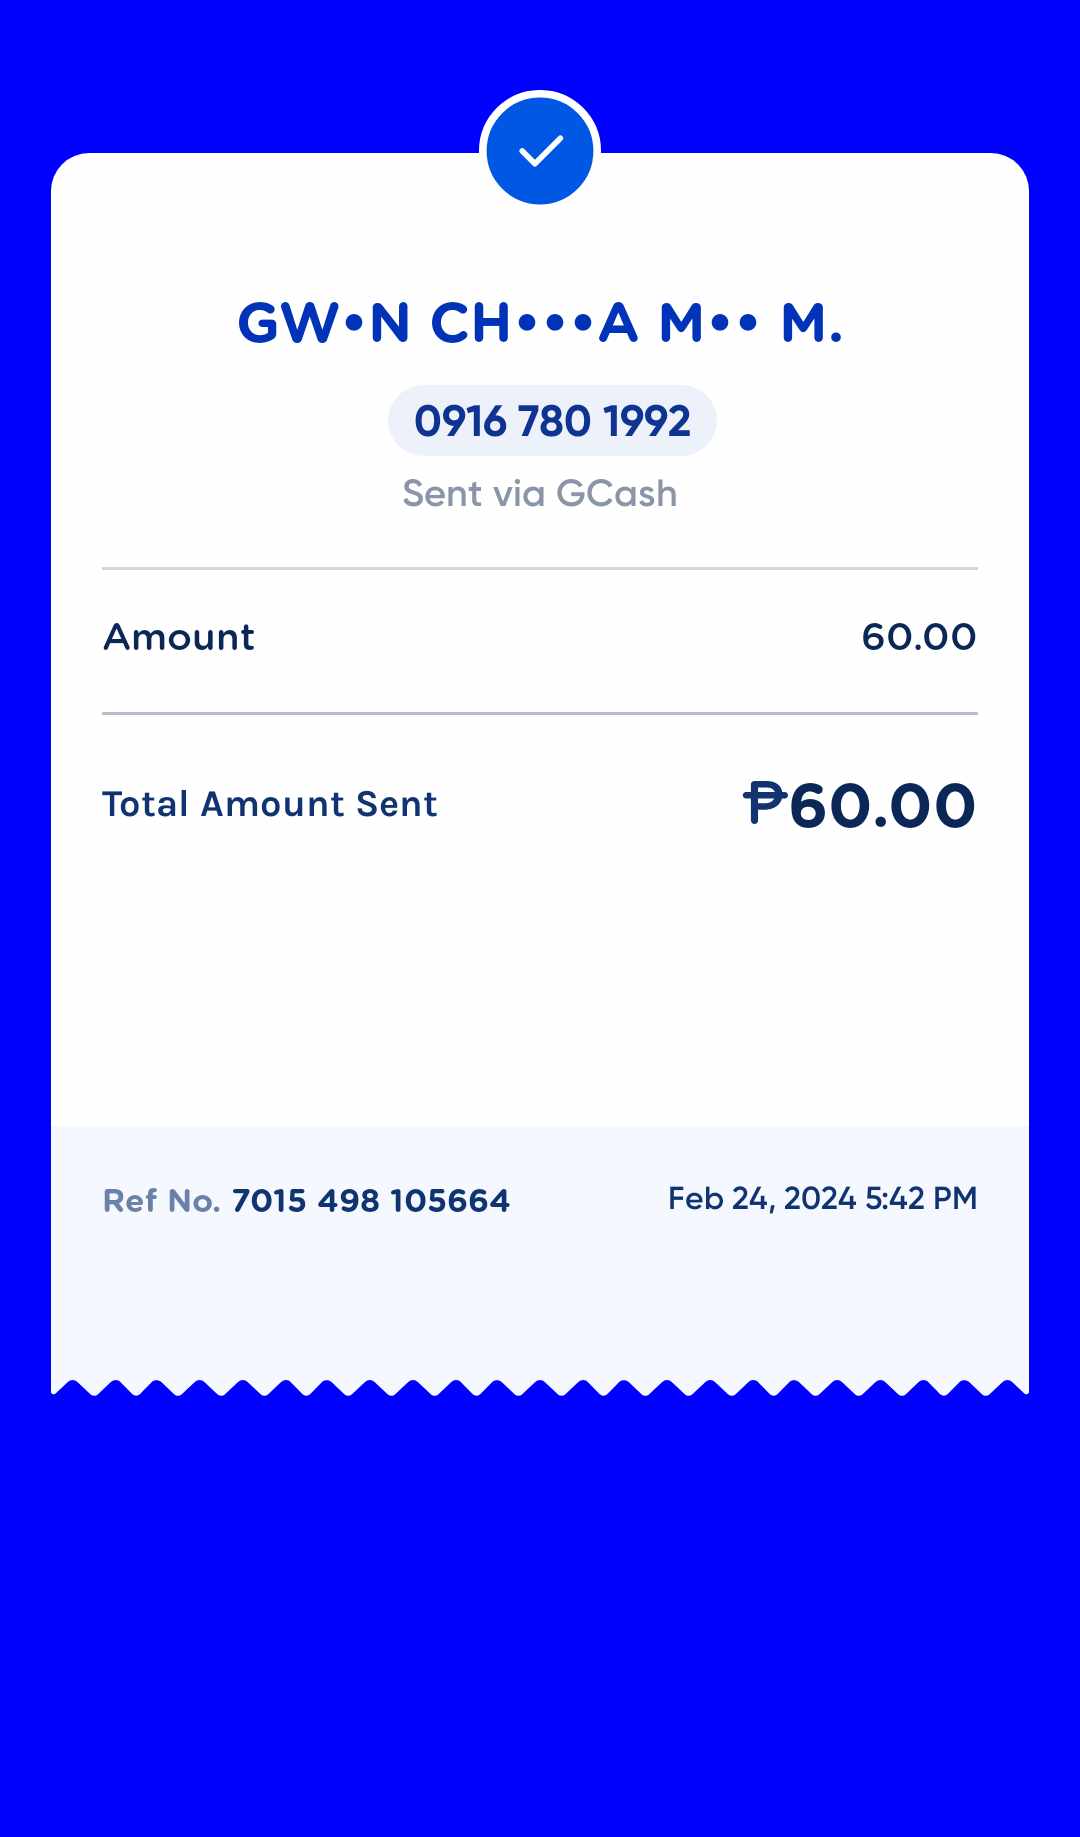 GW•N CH•••A M•• M.
0916 780 1992
Sent via GCash
Amount 60.00
Total Amount Sent ₱60.00
Ref No. 7015 498 105664 Feb 24, 2024 5:42 PM